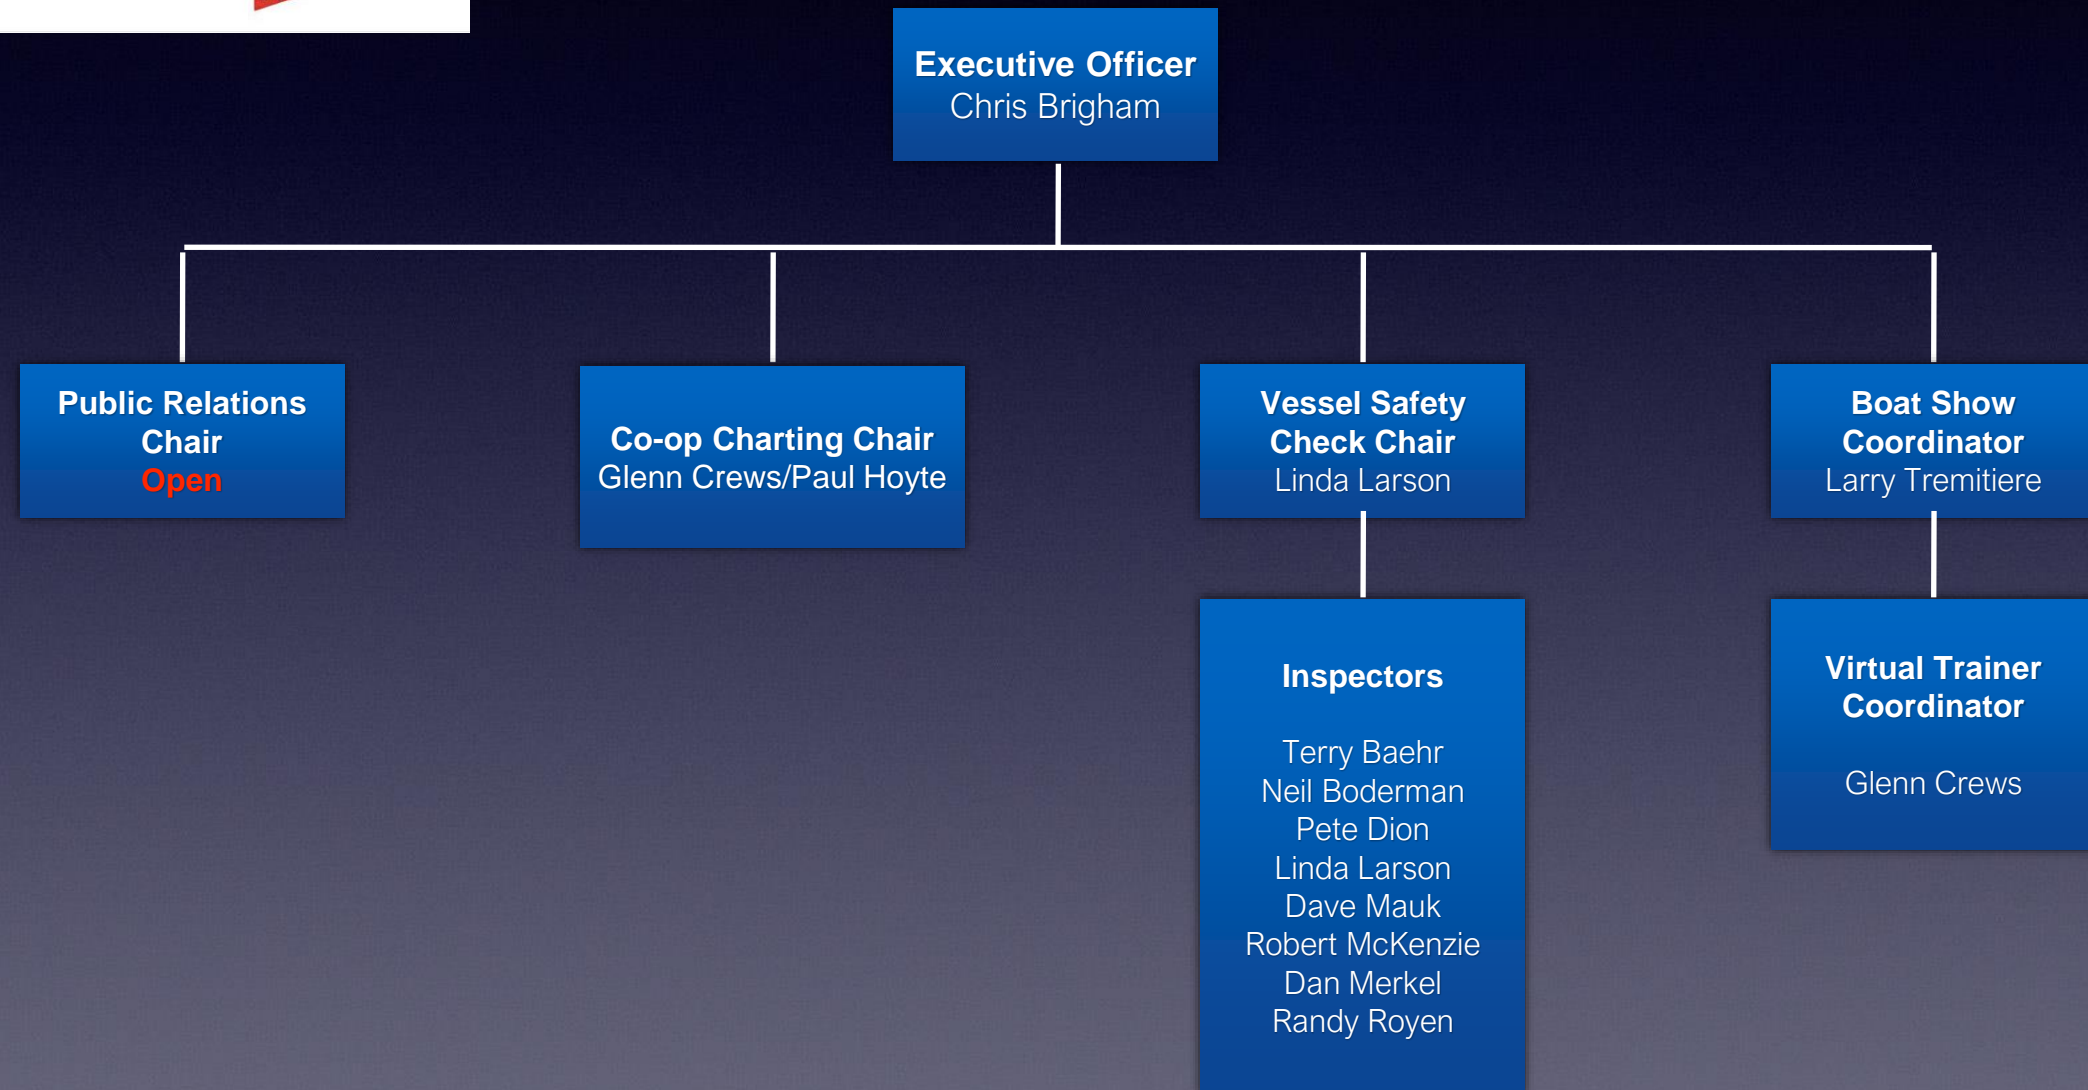 Executive Officer
Chris Brigham
Public Relations
Chair
Open
Co-op Charting Chair
Glenn Crews/Paul Hoyte
Vessel Safety
Check Chair
Linda Larson
Boat Show
Coordinator
Larry Tremitiere
Inspectors
Terry Baehr
Neil Boderman
Pete Dion
Linda Larson
Dave Mauk
Robert McKenzie
Dan Merkel
Randy Royen
Virtual Trainer
Coordinator
Glenn Crews